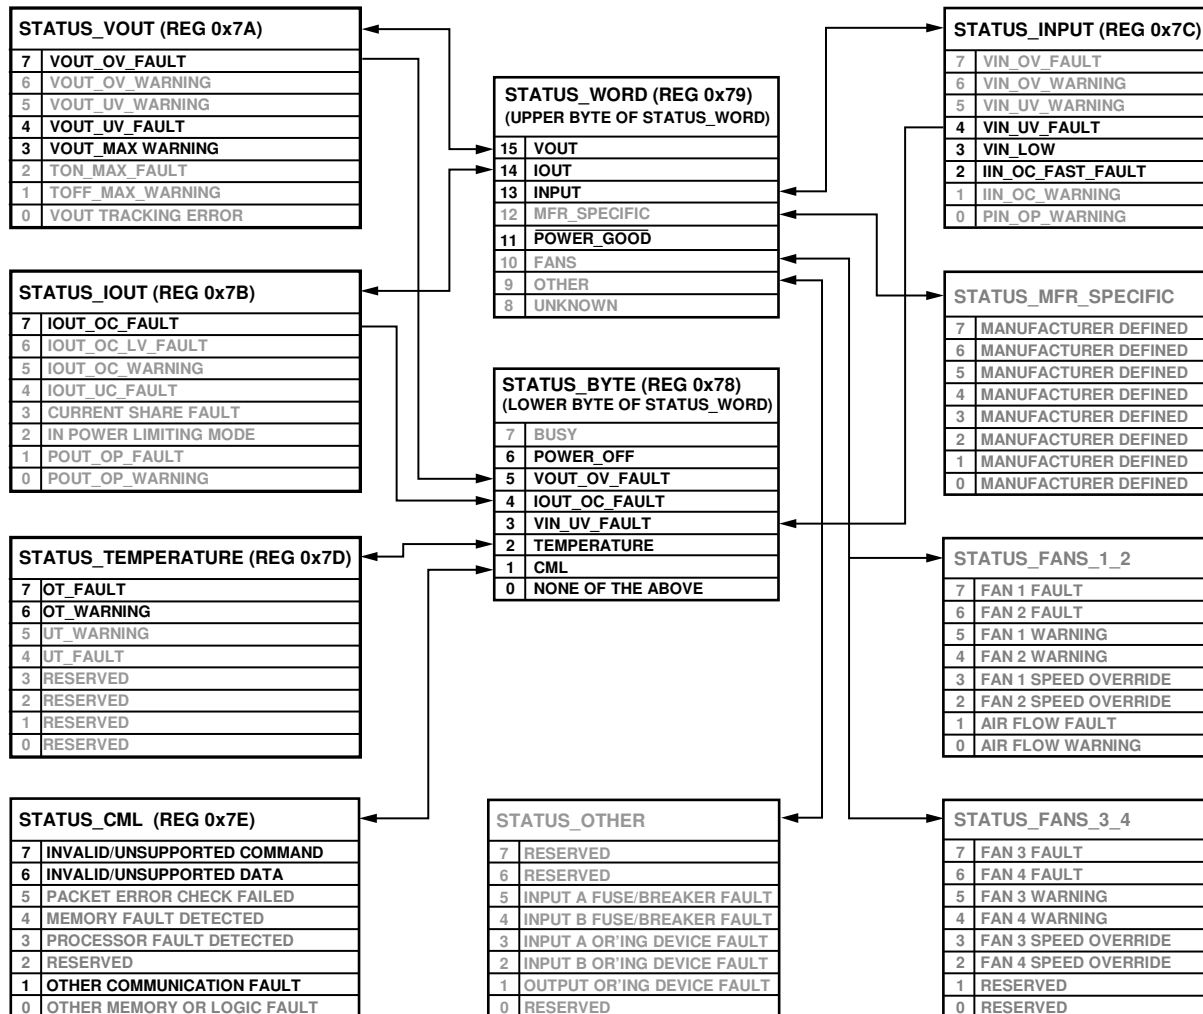 STATUS_VOUT (REG 0x7A)
7 VOUT_OV_FAULT
6 VOUT_OV_WARNING
5 VOUT_UV_WARNING
4 VOUT_UV_FAULT
3 VOUT_MAX WARNING
2 TON_MAX_FAULT
1 TOFF_MAX_WARNING
0 VOUT TRACKING ERROR
STATUS_IOUT (REG 0x7B)
7 IOUT_OC_FAULT
6 IOUT_OC_LV_FAULT
5 IOUT_OC_WARNING
4 IOUT_UC_FAULT
3 CURRENT SHARE FAULT
2 IN POWER LIMITING MODE
1 POUT_OP_FAULT
0 POUT_OP_WARNING
STATUS_TEMPERATURE (REG 0x7D)
7 OT_FAULT
6 OT_WARNING
5 UT_WARNING
4 UT_FAULT
3 RESERVED
2 RESERVED
1 RESERVED
0 RESERVED
STATUS_CML (REG 0x7E)
7 INVALID/UNSUPPORTED COMMAND
6 INVALID/UNSUPPORTED DATA
5 PACKET ERROR CHECK FAILED
4 MEMORY FAULT DETECTED
3 PROCESSOR FAULT DETECTED
2 RESERVED
1 OTHER COMMUNICATION FAULT
0 OTHER MEMORY OR LOGIC FAULT
STATUS_WORD (REG 0x79)
(UPPER BYTE OF STATUS_WORD)
15 VOUT
14 IOUT
13 INPUT
12 MFR_SPECIFIC
11 POWER_GOOD
10 FANS
9 OTHER
8 UNKNOWN
STATUS_BYTE (REG 0x78)
(LOWER BYTE OF STATUS_WORD)
7 BUSY
6 POWER_OFF
5 VOUT_OV_FAULT
4 IOUT_OC_FAULT
3 VIN_UV_FAULT
2 TEMPERATURE
1 CML
0 NONE OF THE ABOVE
STATUS_OTHER
7 RESERVED
6 RESERVED
5 INPUT A FUSE/BREAKER FAULT
4 INPUT B FUSE/BREAKER FAULT
3 INPUT A OR'ING DEVICE FAULT
2 INPUT B OR'ING DEVICE FAULT
1 OUTPUT OR'ING DEVICE FAULT
0 RESERVED
STATUS_INPUT (REG 0x7C)
7 VIN_OV_FAULT
6 VIN_OV_WARNING
5 VIN_UV_WARNING
4 VIN_UV_FAULT
3 VIN_LOW
2 IIN_OC_FAST_FAULT
1 IIN_OC_WARNING
0 PIN_OP_WARNING
STATUS_MFR_SPECIFIC
7 MANUFACTURER DEFINED
6 MANUFACTURER DEFINED
5 MANUFACTURER DEFINED
4 MANUFACTURER DEFINED
3 MANUFACTURER DEFINED
2 MANUFACTURER DEFINED
1 MANUFACTURER DEFINED
0 MANUFACTURER DEFINED
STATUS_FANS_1_2
7 FAN 1 FAULT
6 FAN 2 FAULT
5 FAN 1 WARNING
4 FAN 2 WARNING
3 FAN 1 SPEED OVERRIDE
2 FAN 2 SPEED OVERRIDE
1 AIR FLOW FAULT
0 AIR FLOW WARNING
STATUS_FANS_3_4
7 FAN 3 FAULT
6 FAN 4 FAULT
5 FAN 3 WARNING
4 FAN 4 WARNING
3 FAN 3 SPEED OVERRIDE
2 FAN 4 SPEED OVERRIDE
1 RESERVED
0 RESERVED